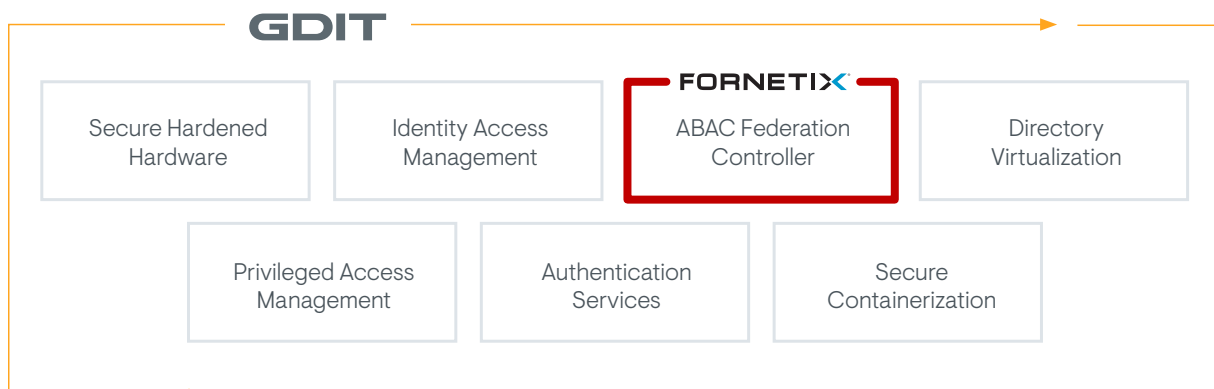 GDIT
FORNETIX
Secure Hardened
Hardware
Identity Access
Management
ABAC Federation
Controller
Directory
Virtualization
Privileged Access
Management
Authentication
Services
Secure
Containerization